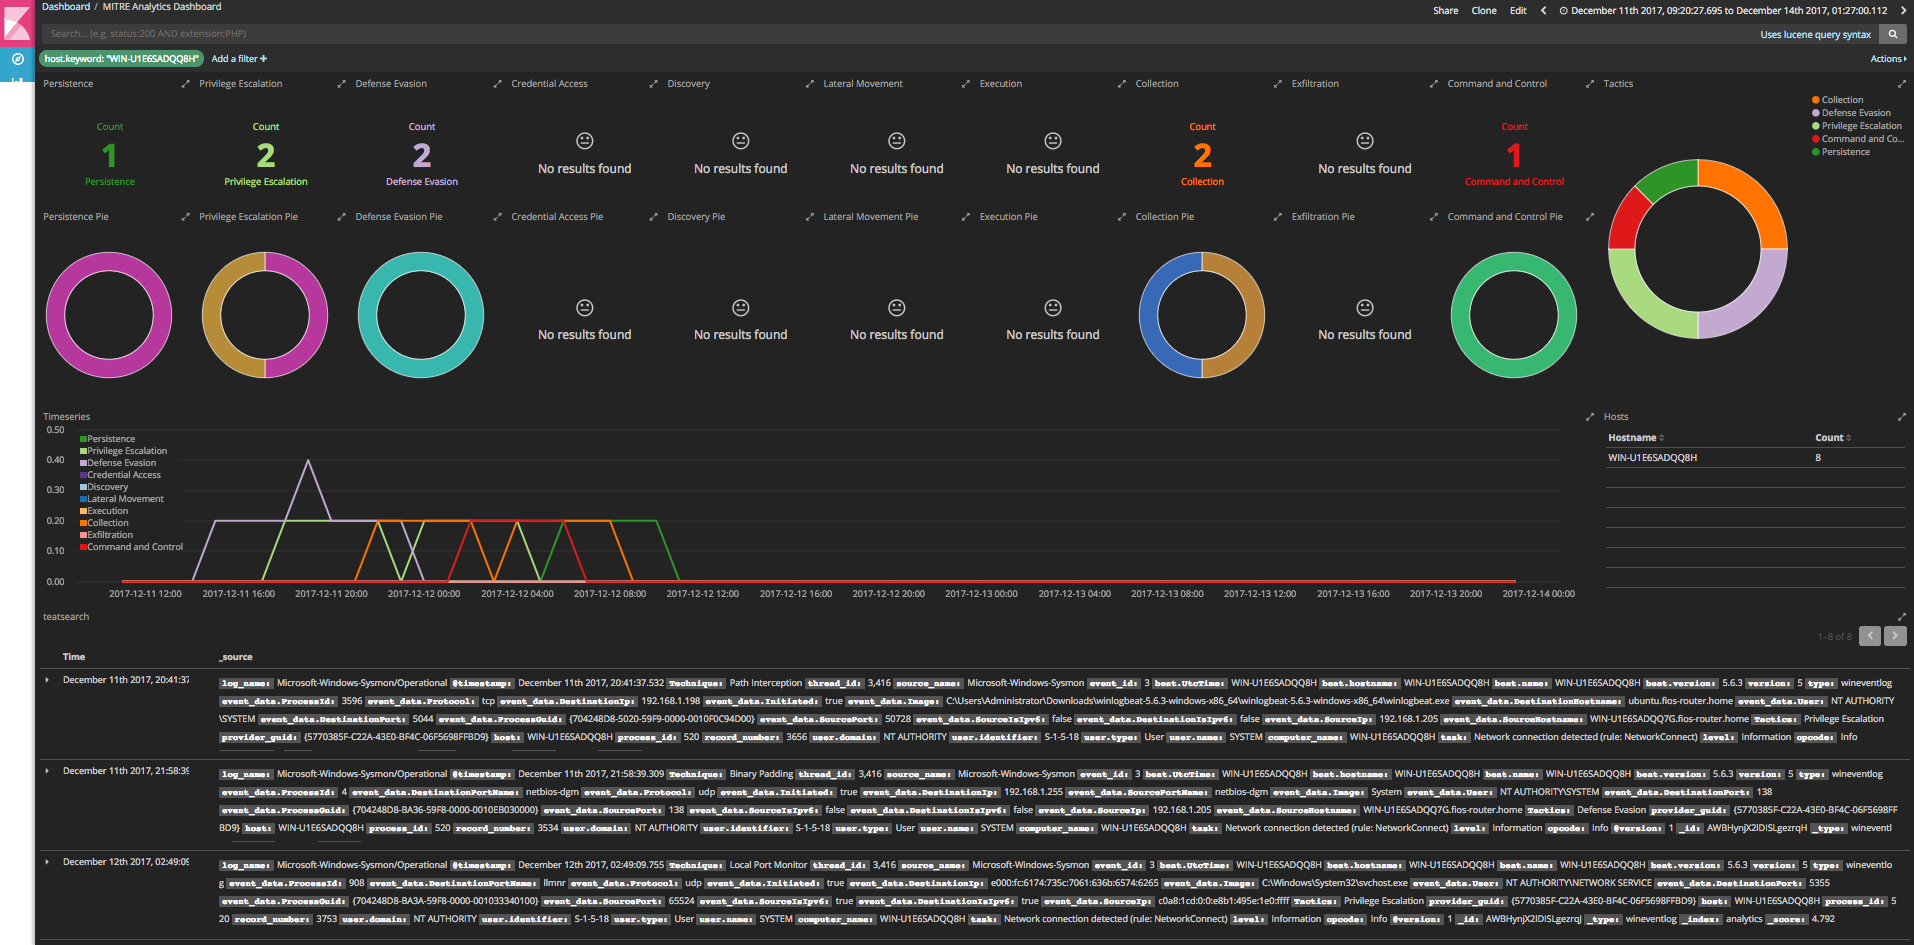 Dashboard / MITRE Analytics Dashboard
Share Clone Edit December 11th 2017, 09:20:27.695 to December 14th 2017, 01:27:00.112
Search... (e.g. status:200 AND extension:PHP)
Uses lucene query syntax
host.keyword: "WIN-U1E6SADQQ8H" Add a filter +
Actions
Persistence Privilege Escalation Defense Evasion Credential Access Discovery Lateral Movement Execution Collection Exfiltration Command and Control Tactics
Collection
Defense Evasion
Privilege Escalation
Command and Co...
Persistence
Count Count Count Count Count
1 2 2 No results found No results found No results found No results found 2 No results found 1
Persistence Privilege Escalation Defense Evasion Collection Command and Control
Persistence Pie Privilege Escalation Pie Defense Evasion Pie Credential Access Pie Discovery Pie Lateral Movement Pie Execution Pie Collection Pie Exfiltration Pie Command and Control Pie
No results found No results found No results found No results found No results found
Timeseries
0.50
0.40
0.30
0.20
0.10
0.00
Persistence
Privilege Escalation
Defense Evasion
Credential Access
Discovery
Lateral Movement
Execution
Collection
Exfiltration
Command and Control
2017-12-11 12:00 2017-12-11 16:00 2017-12-11 20:00 2017-12-12 00:00 2017-12-12 04:00 2017-12-12 08:00 2017-12-12 12:00 2017-12-12 16:00 2017-12-12 20:00 2017-12-13 00:00 2017-12-13 04:00 2017-12-13 08:00 2017-12-13 12:00 2017-12-13 16:00 2017-12-13 20:00 2017-12-14 00:00
Hosts
Hostname Count
WIN-U1E6SADQQ8H 8
teatsearch
1–8 of 8
Time _source
December 11th 2017, 20:41:37
log_name: Microsoft-Windows-Sysmon/Operational @timestamp: December 11th 2017, 20:41:37.532 Technique: Path Interception thread_id: 3,416 source_name: Microsoft-Windows-Sysmon event_id: 3 beat.UtcTime: WIN-U1E6SADQQ8H beat.hostname: WIN-U1E6SADQQ8H beat.name: WIN-U1E6SADQQ8H beat.version: 5.6.3 version: 5 type: wineventlog
event_data.ProcessId: 3596 event_data.Protocol: tcp event_data.DestinationIp: 192.168.1.198 event_data.Initiated: true event_data.Image: C:\Users\Administrator\Downloads\winlogbeat-5.6.3-windows-x86_64\winlogbeat-5.6.3-windows-x86_64\winlogbeat.exe event_data.DestinationHostname: ubuntu.fios-router.home event_data.User: NT AUTHORITY
\SYSTEM event_data.DestinationPort: 5044 event_data.ProcessGuid: {704248D8-5020-59F9-0000-0010F0C94D00} event_data.SourcePort: 50728 event_data.SourceIsIpv6: false event_data.DestinationIsIpv6: false event_data.SourceIp: 192.168.1.205 event_data.SourceHostname: WIN-U1E6SADQQ7G.fios-router.home Tactics: Privilege Escalation
provider_guid: {5770385F-C22A-43E0-BF4C-06F5698FFBD9} host: WIN-U1E6SADQQ8H process_id: 520 record_number: 3656 user.domain: NT AUTHORITY user.identifier: S-1-5-18 user.type: User user.name: SYSTEM computer_name: WIN-U1E6SADQQ8H task: Network connection detected (rule: NetworkConnect) level: Information opcode: Info
December 11th 2017, 21:58:39
log_name: Microsoft-Windows-Sysmon/Operational @timestamp: December 11th 2017, 21:58:39.309 Technique: Binary Padding thread_id: 3,416 source_name: Microsoft-Windows-Sysmon event_id: 3 beat.UtcTime: WIN-U1E6SADQQ8H beat.hostname: WIN-U1E6SADQQ8H beat.name: WIN-U1E6SADQQ8H beat.version: 5.6.3 version: 5 type: wineventlog
event_data.ProcessId: 4 event_data.DestinationPortName: netbios-dgm event_data.Protocol: udp event_data.Initiated: true event_data.DestinationIp: 192.168.1.255 event_data.SourcePortName: netbios-dgm event_data.Image: System event_data.User: NT AUTHORITY\SYSTEM event_data.DestinationPort: 138
event_data.ProcessGuid: {704248D8-BA36-59F8-0000-0010EB030000} event_data.SourcePort: 138 event_data.SourceIsIpv6: false event_data.DestinationIsIpv6: false event_data.SourceIp: 192.168.1.205 event_data.SourceHostname: WIN-U1E6SADQQ7G.fios-router.home Tactics: Defense Evasion provider_guid: {5770385F-C22A-43E0-BF4C-06F5698FF
BD9} host: WIN-U1E6SADQQ8H process_id: 520 record_number: 3534 user.domain: NT AUTHORITY user.identifier: S-1-5-18 user.type: User user.name: SYSTEM computer_name: WIN-U1E6SADQQ8H task: Network connection detected (rule: NetworkConnect) level: Information opcode: Info @version: 1 _id: AWBHynjX2lDISLgezrqH _type: wineventl
December 12th 2017, 02:49:09
log_name: Microsoft-Windows-Sysmon/Operational @timestamp: December 12th 2017, 02:49:09.755 Technique: Local Port Monitor thread_id: 3,416 source_name: Microsoft-Windows-Sysmon event_id: 3 beat.UtcTime: WIN-U1E6SADQQ8H beat.hostname: WIN-U1E6SADQQ8H beat.name: WIN-U1E6SADQQ8H beat.version: 5.6.3 version: 5 type: wineventlo
g event_data.ProcessId: 908 event_data.DestinationPortName: llmnr event_data.Protocol: udp event_data.Initiated: true event_data.DestinationIp: e000:fc:6174:735c:7061:636b:6574:6265 event_data.Image: C:\Windows\System32\svchost.exe event_data.User: NT AUTHORITY\NETWORK SERVICE event_data.DestinationPort: 5355
event_data.ProcessGuid: {704248D8-BA3A-59F8-0000-001033340100} event_data.SourcePort: 65524 event_data.SourceIsIpv6: true event_data.DestinationIsIpv6: true event_data.SourceIp: c0a8:1cd:0:0:e8b1:495e:1e0:ffff Tactics: Privilege Escalation provider_guid: {5770385F-C22A-43E0-BF4C-06F5698FFBD9} host: WIN-U1E6SADQQ8H process_id: 5
20 record_number: 3753 user.domain: NT AUTHORITY user.identifier: S-1-5-18 user.type: User user.name: SYSTEM computer_name: WIN-U1E6SADQQ8H task: Network connection detected (rule: NetworkConnect) level: Information opcode: Info @version: 1 _id: AWBHynjX2lDISLgezrqJ _type: wineventlog _index: analytics _score: 4.792